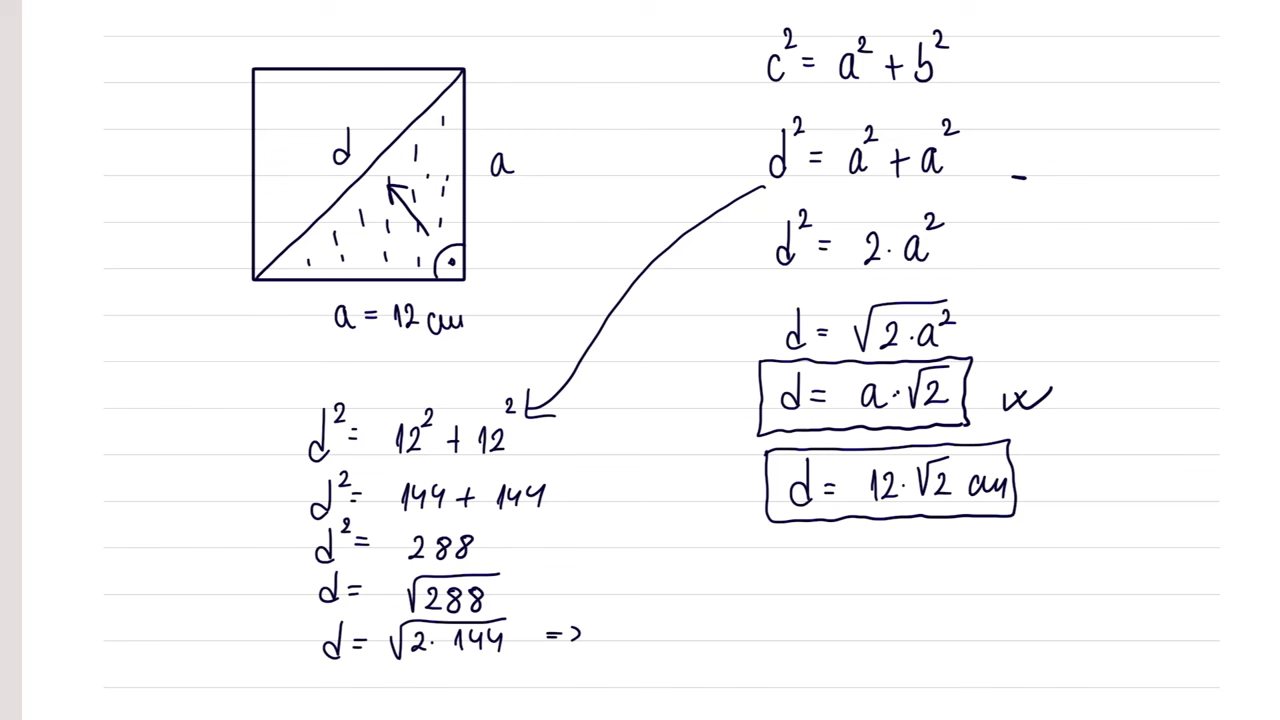 d
a
a = 12 cm
c² = a² + b²
d² = a² + a²
d² = 2 · a²
d = √2 · a²
d = a · √2
d = 12 · √2 cm
d² = 12² + 12²
d² = 144 + 144
d² = 288
d = √288
d = √2 · 144 =>